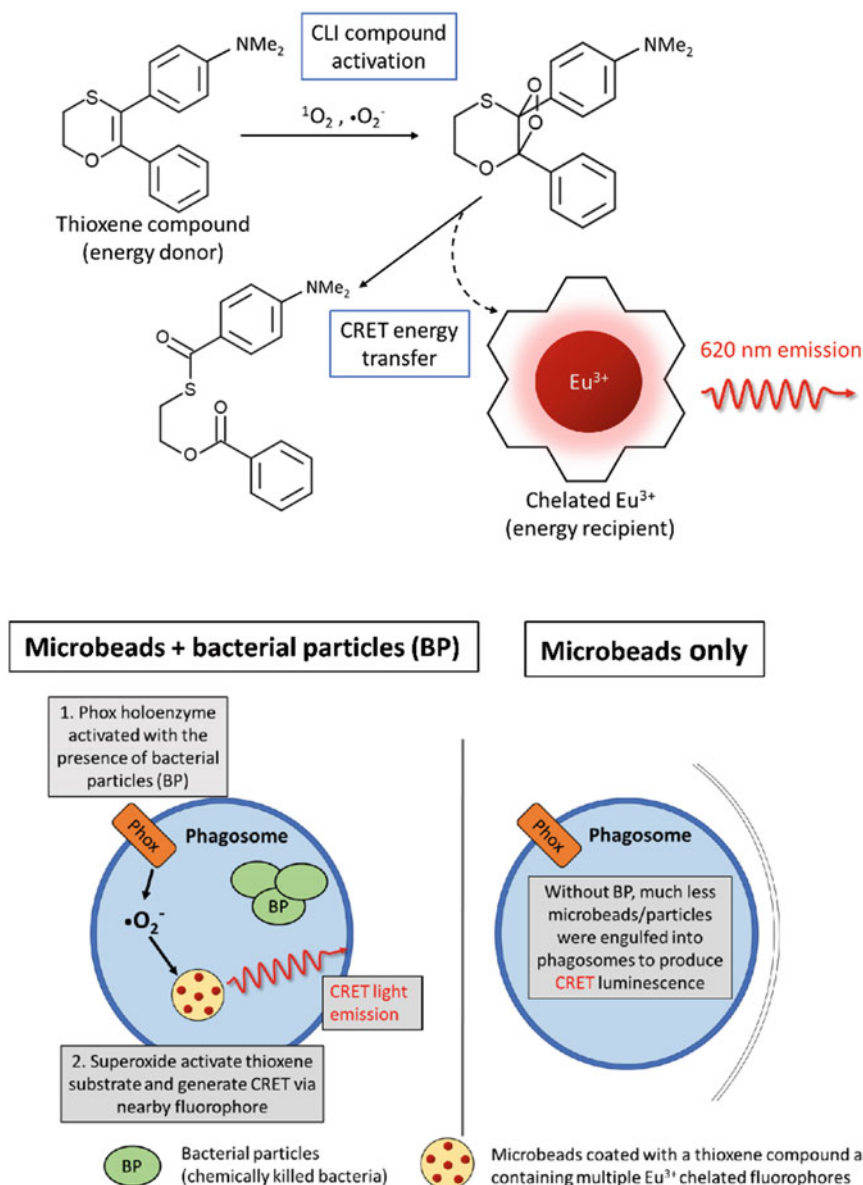 NMe₂
CLI compound
activation
S
O
¹O₂ , •O₂⁻
NMe₂
S
O
O
O
Thioxene compound
(energy donor)
NMe₂
O
S
O
O
CRET energy
transfer
Eu³⁺
620 nm emission
Chelated Eu³⁺
(energy recipient)
Microbeads + bacterial particles (BP)
Microbeads only
1. Phox holoenzyme
activated with the
presence of bacterial
particles (BP)
Phox
Phagosome
BP
•O₂⁻
CRET light
emission
2. Superoxide activate thioxene
substrate and generate CRET via
nearby fluorophore
Phox
Phagosome
Without BP, much less
microbeads/particles
were engulfed into
phagosomes to produce
CRET luminescence
BP
Bacterial particles
(chemically killed bacteria)
Microbeads coated with a thioxene compound a
containing multiple Eu³⁺ chelated fluorophores